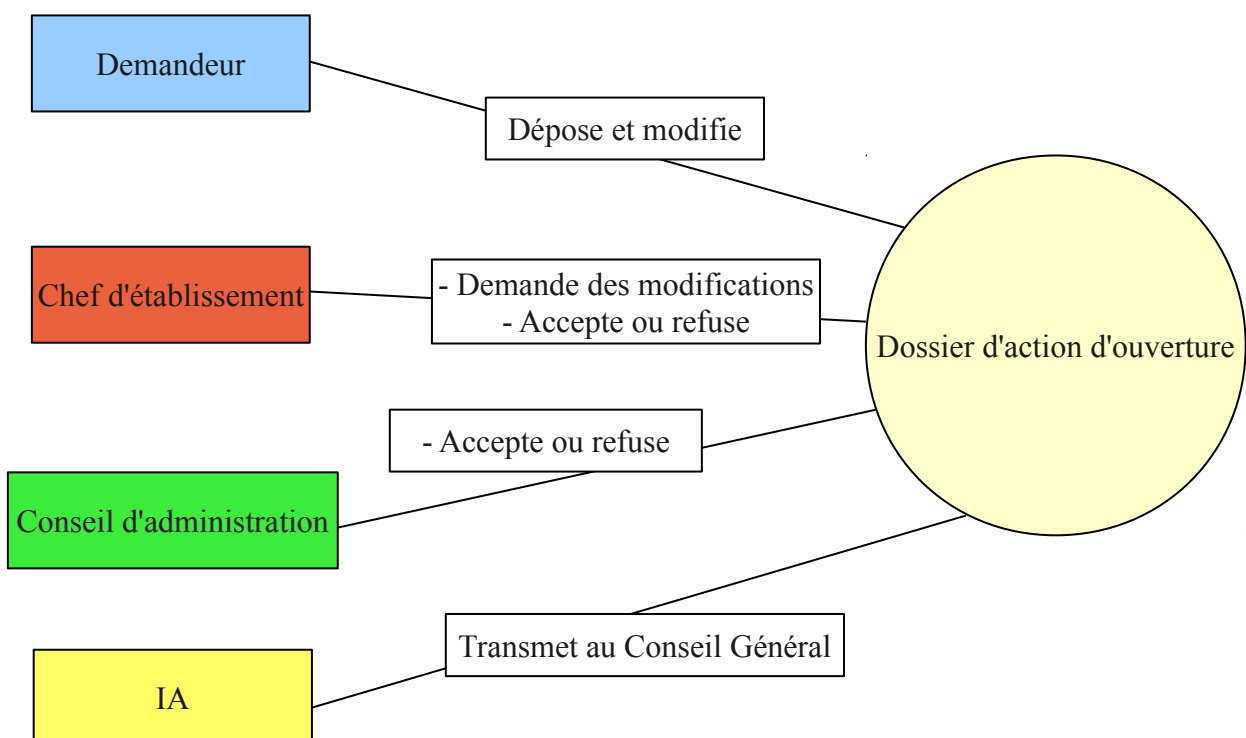 Demandeur
Dépose et modifie
Chef d'établissement
- Demande des modifications
- Accepte ou refuse
Dossier d'action d'ouverture
- Accepte ou refuse
Conseil d'administration
Transmet au Conseil Général
IA